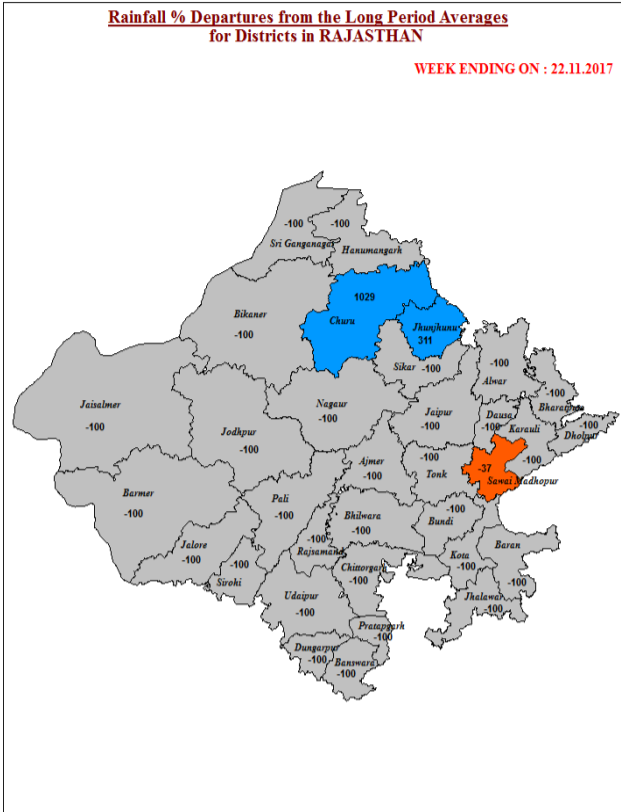 Rainfall % Departures from the Long Period Averages
for Districts in RAJASTHAN
WEEK ENDING ON : 22.11.2017
-100
Sri Ganganagar
-100
Hanumangarh
Bikaner
-100
1029
Churu
Jhunjhunu
311
Sikar -100
-100
Alwar
-100
Bharatpur
Jaisalmer
-100
Jodhpur
-100
Nagaur
-100
Jaipur
-100
Dausa
-100
Karauli
-100
-100
Dholpur
Ajmer
-100
-100
Tonk
-37
Sawai Madhopur
Barmer
-100
Pali
-100
Bhilwara
-100
-100
Bundi
Jalore
-100
-100
Sirohi
-100
Rajsamand
Chittorgarh
-100
Kota
-100
Baran
-100
Udaipur
-100
Jhalawar
-100
Pratapgarh
-100
Dungarpur
-100
Banswara
-100